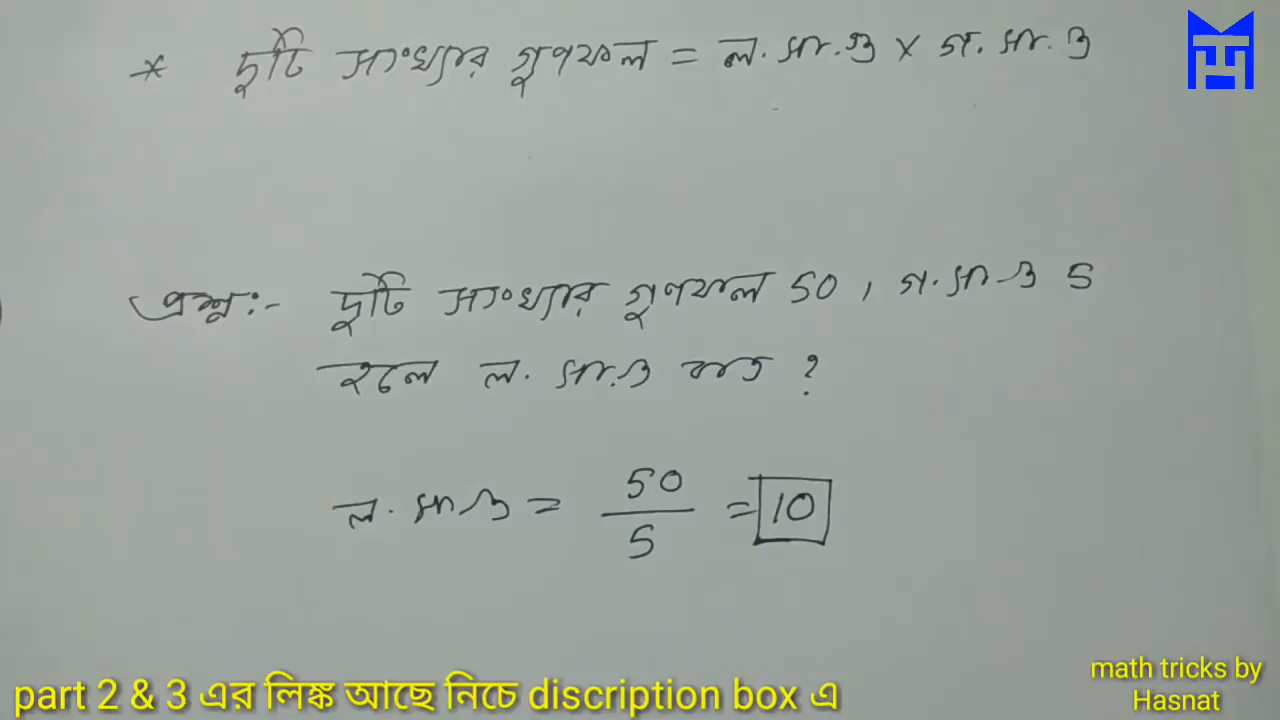 * দুটি সংখ্যার গুণফল = ল. সা. গু × গ. সা. গু
প্রশ্ন:- দুটি সংখ্যার গুণফল 50, গ. সা. গু 5
হলে ল. সা. গু কত ?
ল. সা. গু = 50/5 = 10
part 2 & 3 এর লিঙ্ক আছে নিচে discription box এ
math tricks by
Hasnat